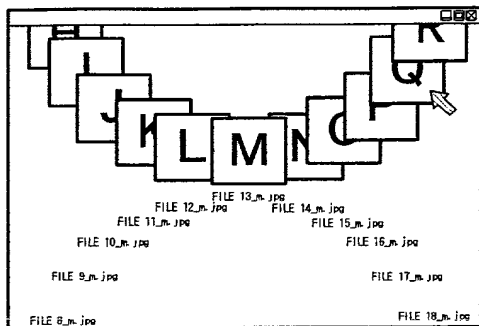 H
I
J
K
L
M
N
O
P
Q
R
FILE 13_m.jpg
FILE 12_m.jpg
FILE 14_m.jpg
FILE 11_m.jpg
FILE 15_m.jpg
FILE 10_m.jpg
FILE 16_m.jpg
FILE 9_m.jpg
FILE 17_m.jpg
FILE 8_m.jpg
FILE 18_m.jpg